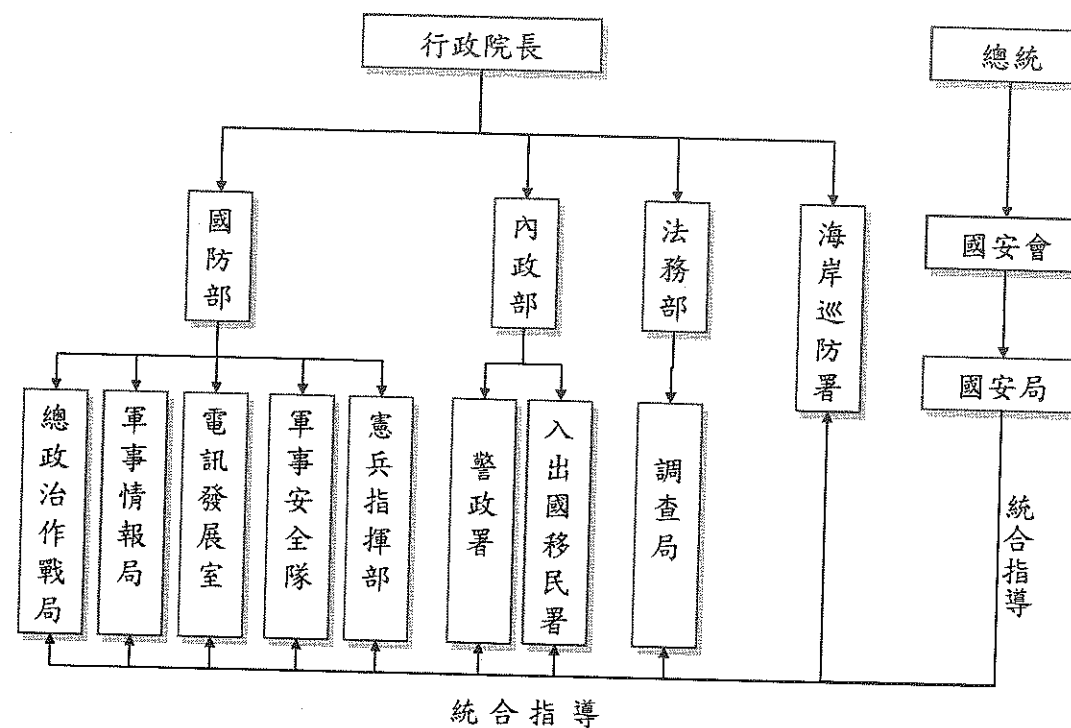 行政院長
總統
國防部
內政部
法務部
海岸巡防署
國安會
國安局
總政治作戰局
軍事情報局
電訊發展室
軍事安全隊
憲兵指揮部
警政署
入出國移民署
調查局
統合指導
統合指導